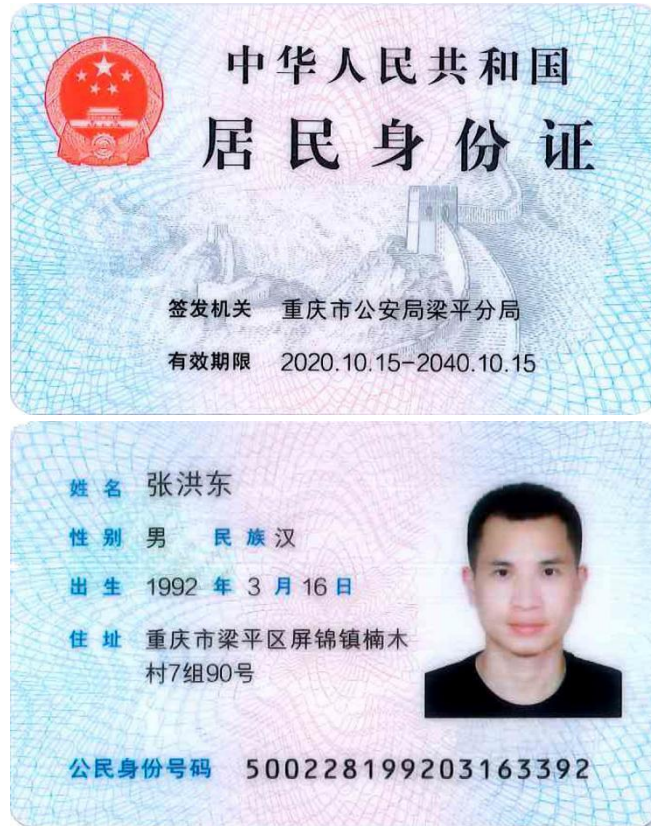 中华人民共和国
居民身份证
签发机关 重庆市公安局梁平分局
有效期限 2020.10.15-2040.10.15
姓名 张洪东
性别 男 民族 汉
出生 1992 年 3 月 16 日
住址 重庆市梁平区屏锦镇楠木
村7组90号
公民身份号码 500228199203163392